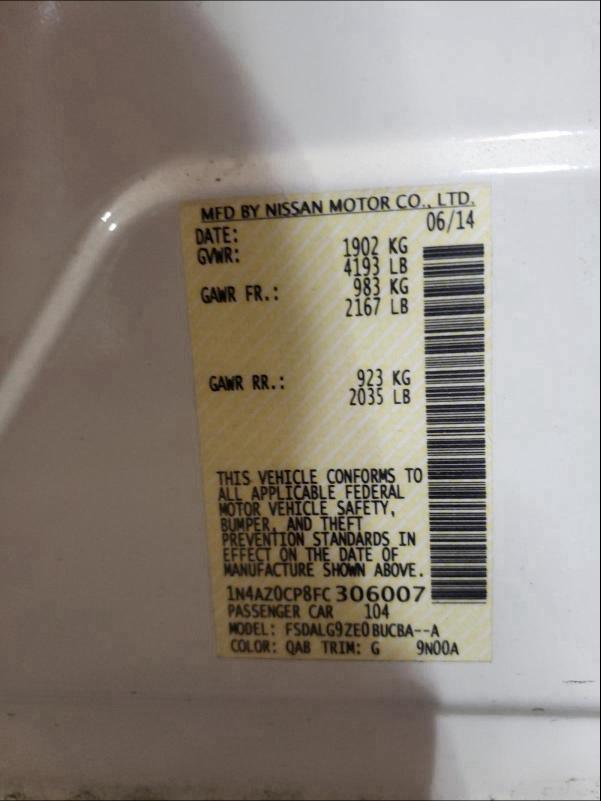 MFD BY NISSAN MOTOR CO., LTD.
DATE: 06/14
GVWR: 1902 KG
4193 LB
GAWR FR.: 983 KG
2167 LB
GAWR RR.: 923 KG
2035 LB
THIS VEHICLE CONFORMS TO
ALL APPLICABLE FEDERAL
MOTOR VEHICLE SAFETY,
BUMPER, AND THEFT
PREVENTION STANDARDS IN
EFFECT ON THE DATE OF
MANUFACTURE SHOWN ABOVE.
1N4AZ0CP8FC 306007
PASSENGER CAR 104
MODEL: FSDALG9ZE0BUCBA--A
COLOR: QAB TRIM: G 9N00A